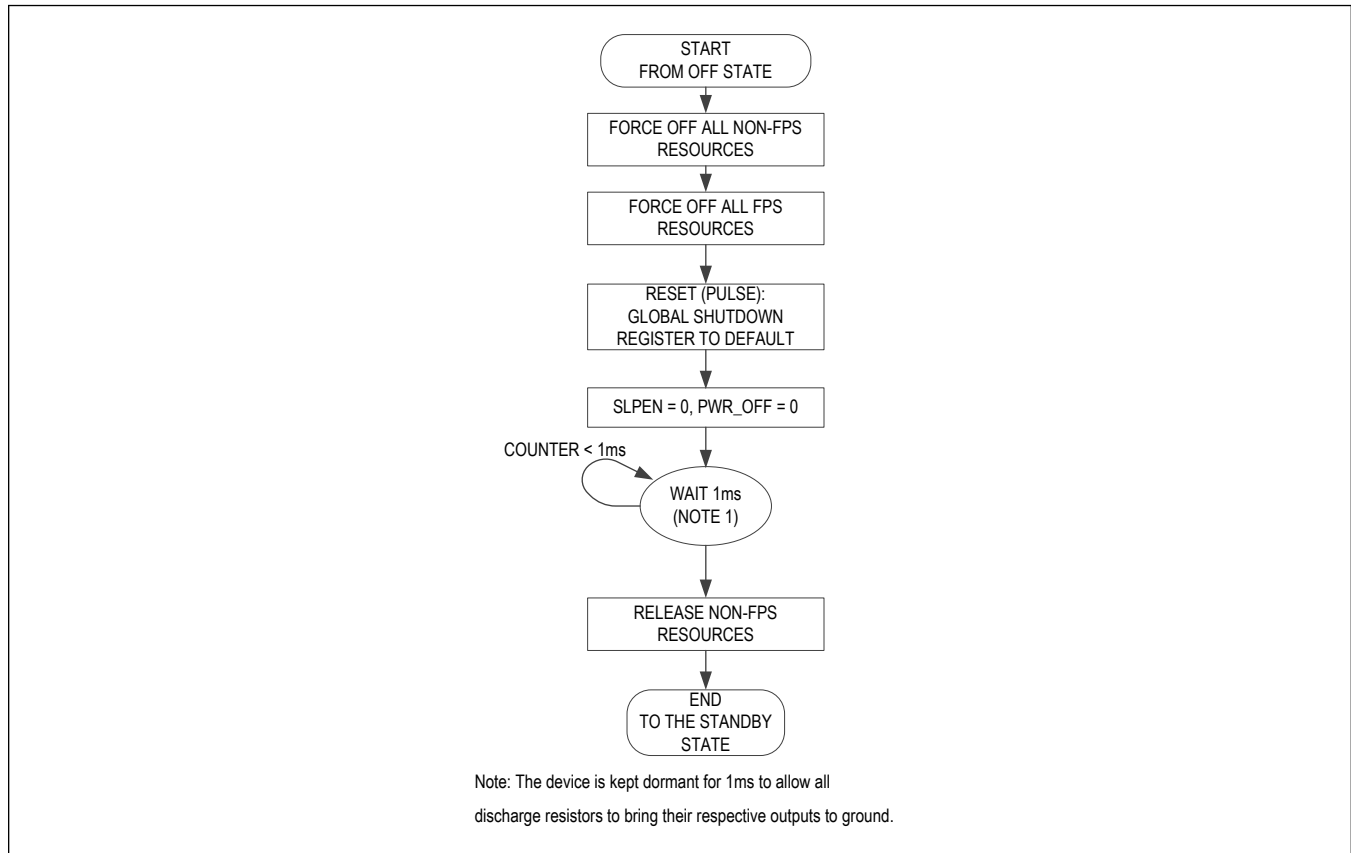 START
FROM OFF STATE
FORCE OFF ALL NON-FPS
RESOURCES
FORCE OFF ALL FPS
RESOURCES
RESET (PULSE):
GLOBAL SHUTDOWN
REGISTER TO DEFAULT
SLPEN = 0, PWR_OFF = 0
COUNTER < 1ms
WAIT 1ms
(NOTE 1)
RELEASE NON-FPS
RESOURCES
END
TO THE STANDBY
STATE
Note: The device is kept dormant for 1ms to allow all
discharge resistors to bring their respective outputs to ground.